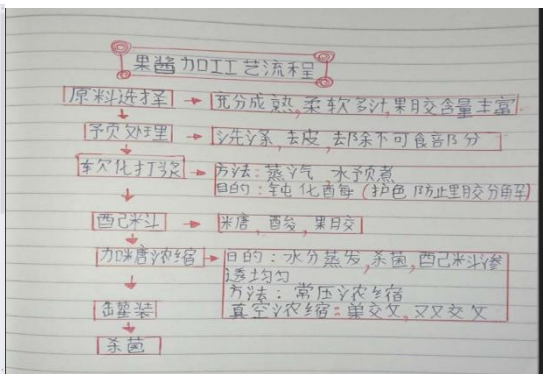 果酱加工工艺流程
原料选择 → 充分成熟,柔软多汁,果胶含量丰富
预处理 → 洗涤,去皮,去除不可食部分
软化打浆 → 方法:蒸汽 水预煮
目的:钝化酶 (护色 防止果胶分解)
配料 → 米糖,酸,果胶
加糖浓缩 → 目的:水分蒸发,杀菌,配料渗
透均匀
方法:常压浓缩
真空浓缩:单效,双效
罐装
杀菌